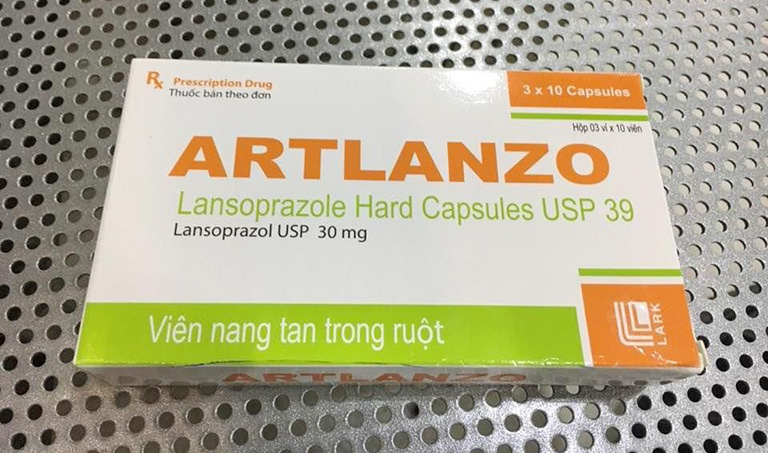 Rx Prescription Drug
Thuốc bán theo đơn
3 x 10 Capsules
Hộp 03 vỉ x 10 viên
ARTLANZO
Lansoprazole Hard Capsules USP 39
Lansoprazol USP 30 mg
Viên nang tan trong ruột
LARK
ARTLANZO